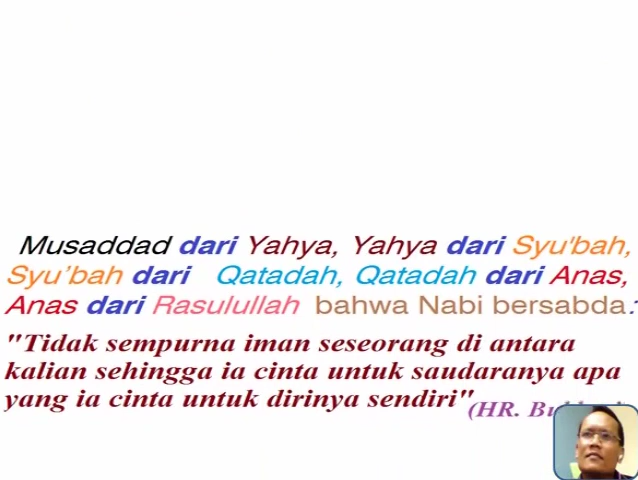 Musaddad dari Yahya, Yahya dari Syu'bah,
Syu’bah dari Qatadah, Qatadah dari Anas,
Anas dari Rasulullah bahwa Nabi bersabda:
"Tidak sempurna iman seseorang di antara
kalian sehingga ia cinta untuk saudaranya apa
yang ia cinta untuk dirinya sendiri"
(HR.